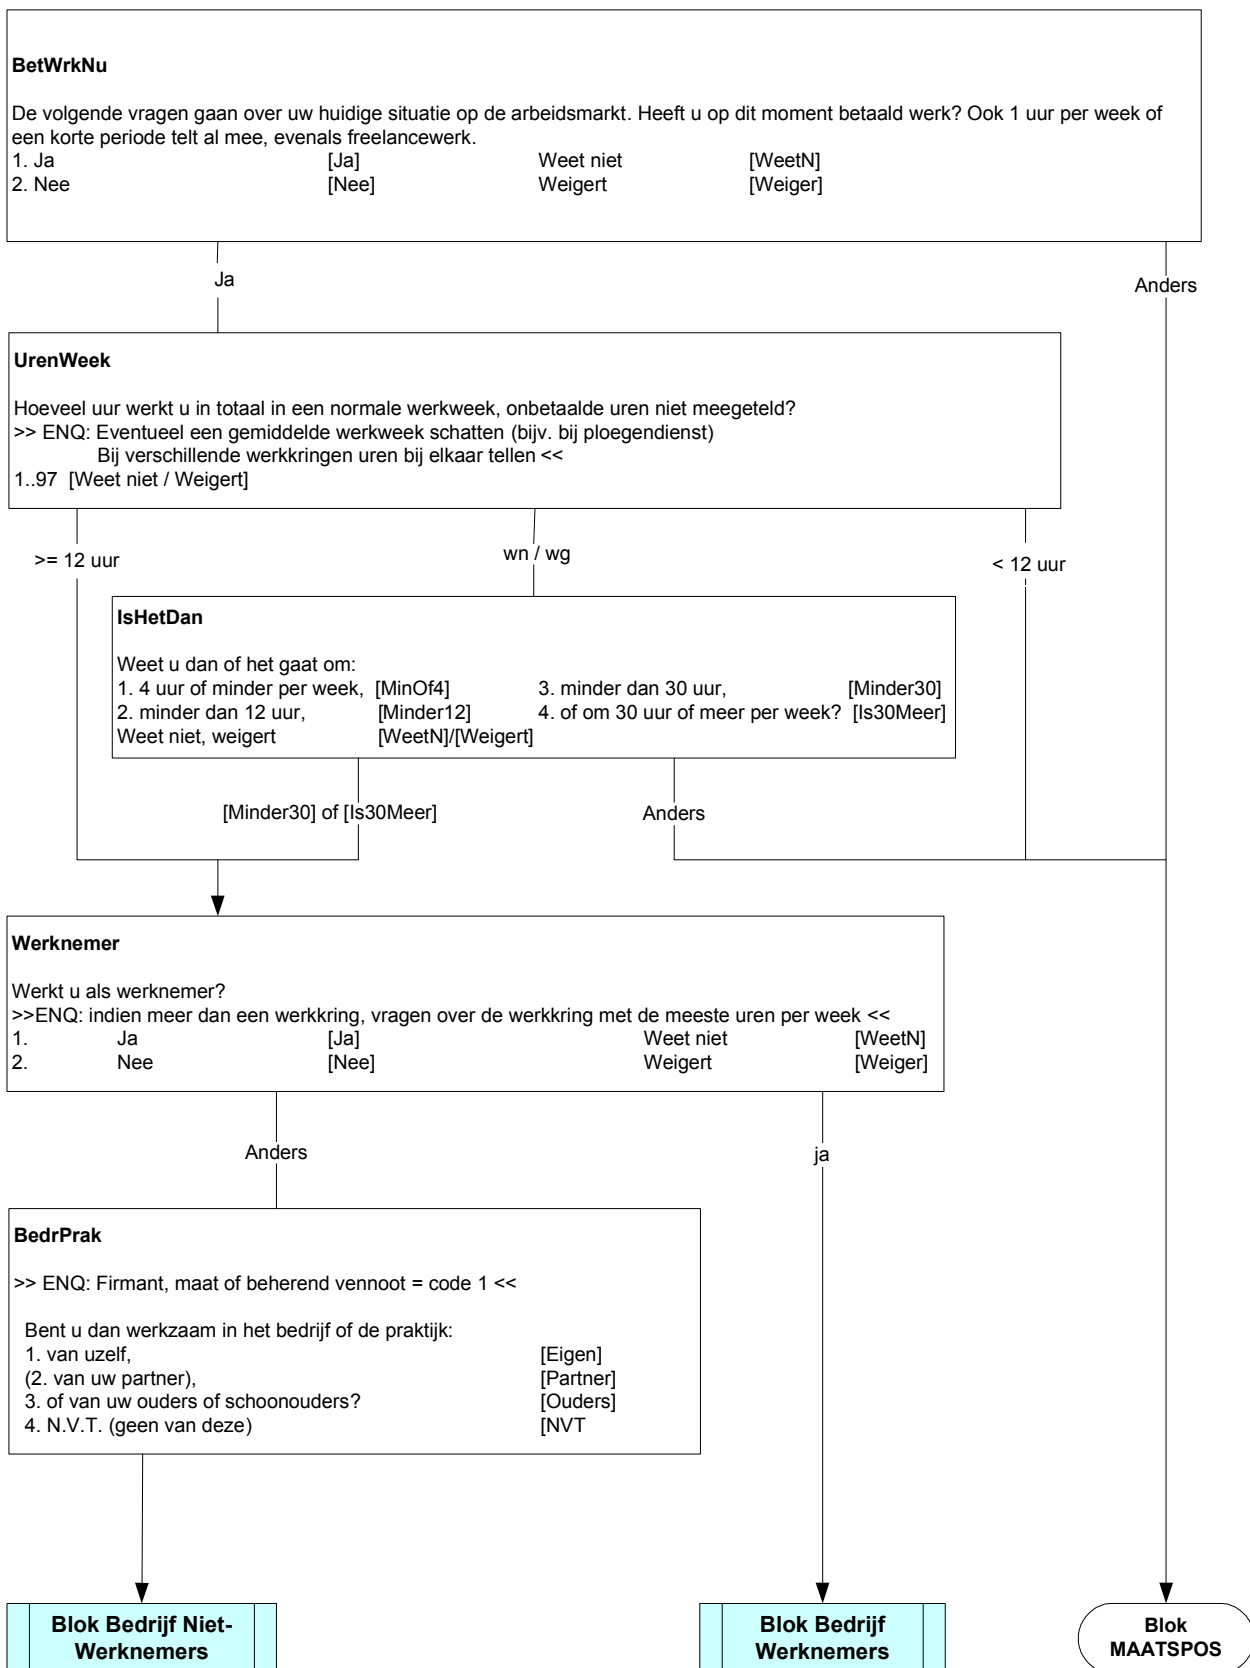 BetWrkNu
De volgende vragen gaan over uw huidige situatie op de arbeidsmarkt. Heeft u op dit moment betaald werk? Ook 1 uur per week of
een korte periode telt al mee, evenals freelancewerk.
1. Ja [Ja] Weet niet [WeetN]
2. Nee [Nee] Weigert [Weiger]
Ja
Anders
UrenWeek
Hoeveel uur werkt u in totaal in een normale werkweek, onbetaalde uren niet meegeteld?
>> ENQ: Eventueel een gemiddelde werkweek schatten (bijv. bij ploegendienst)
Bij verschillende werkkringen uren bij elkaar tellen <<
1..97 [Weet niet / Weigert]
>= 12 uur
wn / wg
< 12 uur
IsHetDan
Weet u dan of het gaat om:
1. 4 uur of minder per week, [MinOf4] 3. minder dan 30 uur, [Minder30]
2. minder dan 12 uur, [Minder12] 4. of om 30 uur of meer per week? [Is30Meer]
Weet niet, weigert [WeetN]/[Weigert]
[Minder30] of [Is30Meer]
Anders
Werknemer
Werkt u als werknemer?
>>ENQ: indien meer dan een werkkring, vragen over de werkkring met de meeste uren per week <<
1. Ja [Ja] Weet niet [WeetN]
2. Nee [Nee] Weigert [Weiger]
Anders
ja
BedrPrak
>> ENQ: Firmant, maat of beherend vennoot = code 1 <<
Bent u dan werkzaam in het bedrijf of de praktijk:
1. van uzelf, [Eigen]
(2. van uw partner), [Partner]
3. of van uw ouders of schoonouders? [Ouders]
4. N.V.T. (geen van deze) [NVT
Blok Bedrijf Niet-
Werknemers
Blok Bedrijf
Werknemers
Blok
MAATSPOS